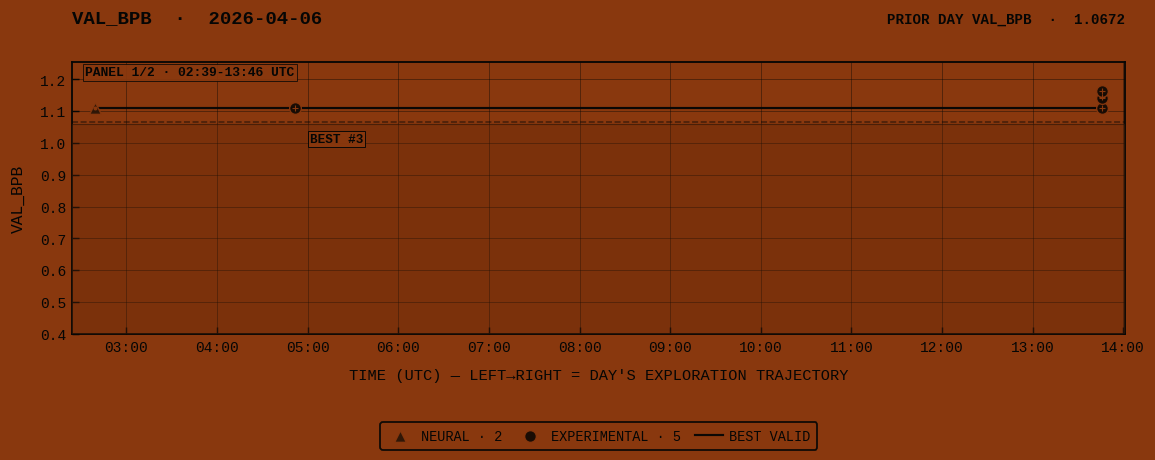 VAL_BPB · 2026-04-06
PRIOR DAY VAL_BPB · 1.0672
PANEL 1/2 · 02:39-13:46 UTC
1.2
1.1
1.0
0.9
0.8
0.7
0.6
0.5
0.4
VAL_BPB
BEST #3
03:00 04:00 05:00 06:00 07:00 08:00 09:00 10:00 11:00 12:00 13:00 14:00
TIME (UTC) — LEFT→RIGHT = DAY'S EXPLORATION TRAJECTORY
NEURAL · 2 EXPERIMENTAL · 5 BEST VALID